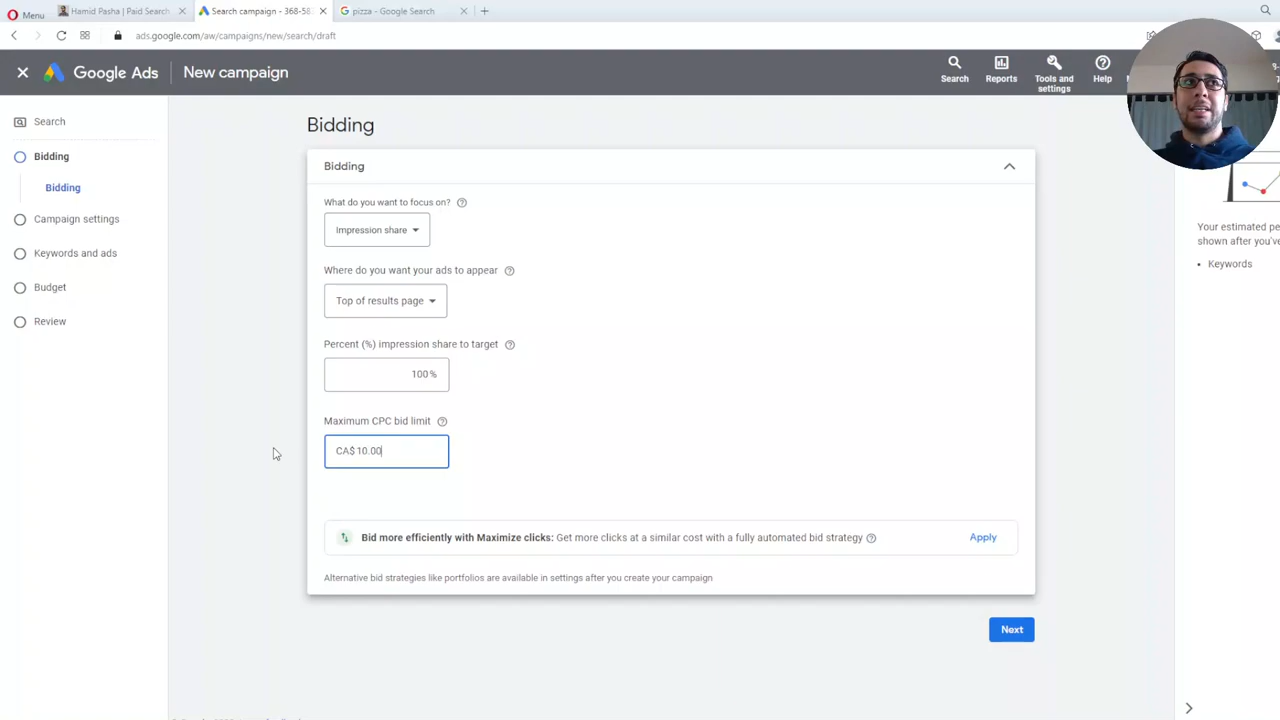 Menu
Hamid Pasha | Paid Search
Search campaign - 368-58
pizza - Google Search
ads.google.com/aw/campaigns/new/search/draft
Google Ads
New campaign
Search
Reports
Tools and settings
Help
Search
Bidding
Bidding
Campaign settings
Keywords and ads
Budget
Review
Bidding
Bidding
What do you want to focus on?
Impression share
Where do you want your ads to appear
Top of results page
Percent (%) impression share to target
100%
Maximum CPC bid limit
CA$ 10.00
Bid more efficiently with Maximize clicks: Get more clicks at a similar cost with a fully automated bid strategy
Apply
Alternative bid strategies like portfolios are available in settings after you create your campaign
Next
Your estimated pe
shown after you've
• Keywords